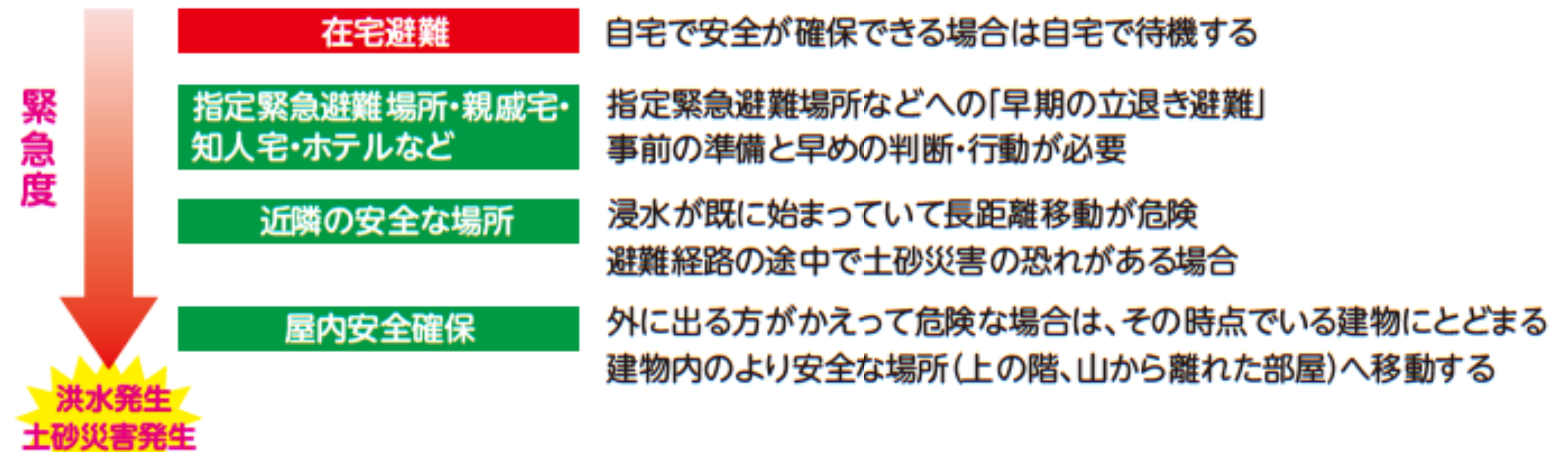 緊急度
在宅避難
自宅で安全が確保できる場合は自宅で待機する
指定緊急避難場所・親戚宅・
知人宅・ホテルなど
指定緊急避難場所などへの「早期の立退き避難」
事前の準備と早めの判断・行動が必要
近隣の安全な場所
浸水が既に始まっていて長距離移動が危険
避難経路の途中で土砂災害の恐れがある場合
屋内安全確保
外に出る方がかえって危険な場合は、その時点でいる建物にとどまる
建物内のより安全な場所(上の階、山から離れた部屋)へ移動する
洪水発生
土砂災害発生